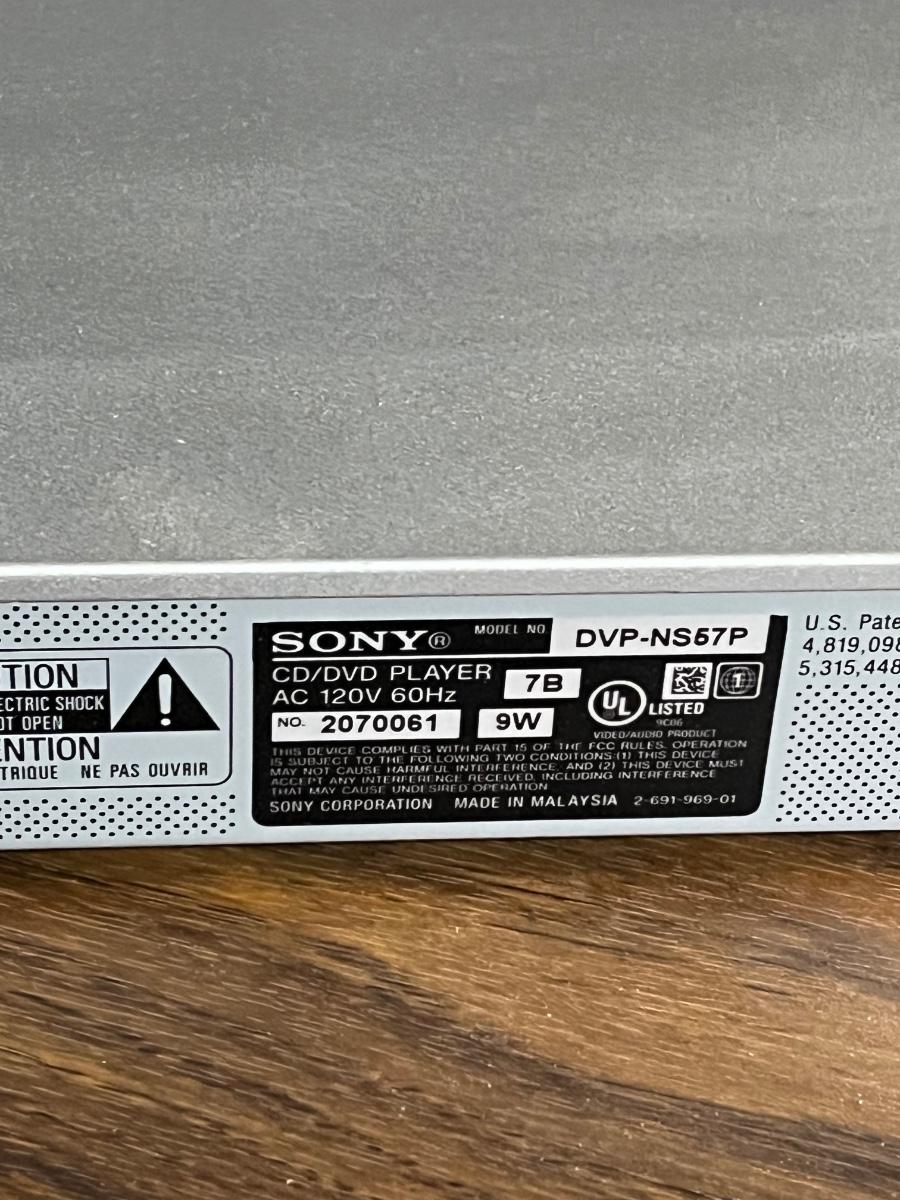 TION
ECTRIC SHOCK
OT OPEN
ENTION
TRIQUE NE PAS OUVRIR
SONY® MODEL NO. DVP-NS57P
CD/DVD PLAYER
AC 120V 60Hz
7B
NO. 2070061 9W
UL LISTED
9C06
VIDEO/AUDIO PRODUCT
THIS DEVICE COMPLIES WITH PART 15 OF THE FCC RULES. OPERATION
IS SUBJECT TO THE FOLLOWING TWO CONDITIONS:(1) THIS DEVICE
MAY NOT CAUSE HARMFUL INTERFERENCE, AND (2) THIS DEVICE MUST
ACCEPT ANY INTERFERENCE RECEIVED, INCLUDING INTERFERENCE
THAT MAY CAUSE UNDESIRED OPERATION.
SONY CORPORATION MADE IN MALAYSIA 2-691-969-01
U.S. Pate
4,819,098
5,315,448